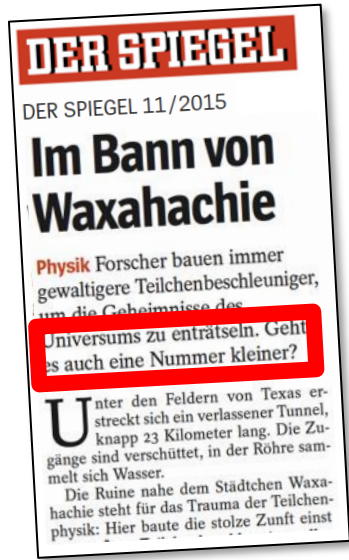 DER SPIEGEL
DER SPIEGEL 11/2015
Im Bann von
Waxahachie
Physik Forscher bauen immer
gewaltigere Teilchenbeschleuniger,
um die Geheimnisse des
Universums zu enträtseln. Geht
es auch eine Nummer kleiner?
Unter den Feldern von Texas er-
streckt sich ein verlassener Tunnel,
knapp 23 Kilometer lang. Die Zu-
gänge sind verschüttet, in der Röhre sam-
melt sich Wasser.
Die Ruine nahe dem Städtchen Waxa-
hachie steht für das Trauma der Teilchen-
physik: Hier baute die stolze Zunft einst